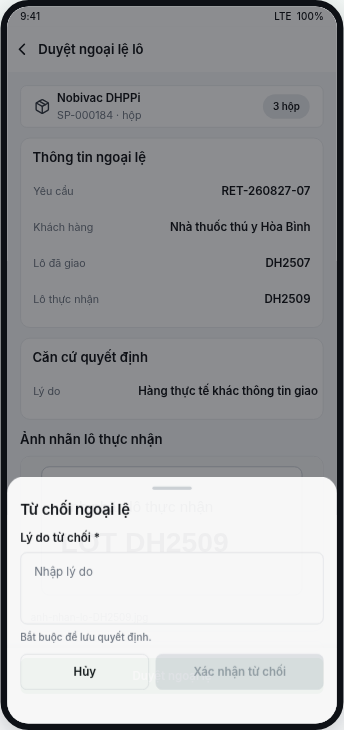 9:41
LTE 100%
Duyệt ngoại lệ lô
Nobivac DHPPi
SP-000184 · hộp
3 hộp
Thông tin ngoại lệ
Yêu cầu
RET-260827-07
Khách hàng
Nhà thuốc thú y Hòa Bình
Lô đã giao
DH2507
Lô thực nhận
DH2509
Căn cứ quyết định
Lý do
Hàng thực tế khác thông tin giao
Ảnh nhãn lô thực nhận
Từ chối ngoại lệ
thực nhận
Lý do từ chối *
LOT DH2509
Nhập lý do
Bắt buộc để lưu quyết định.
Hủy
Xác nhận từ chối